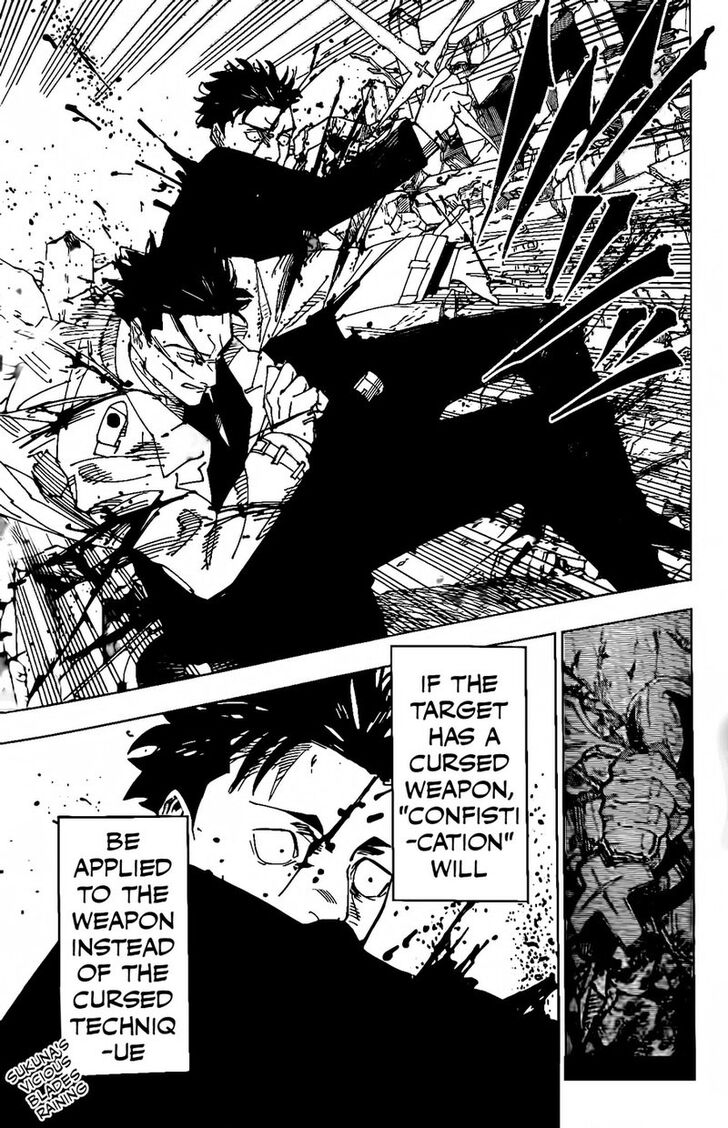 IF THE
TARGET
HAS A
CURSED
WEAPON,
"CONFISTI
-CATION"
WILL
BE
APPLIED
TO THE
WEAPON
INSTEAD
OF THE
CURSED
TECHNIQ
-UE
SUKUNA'S
VICIOUS
BLADES
RAINING